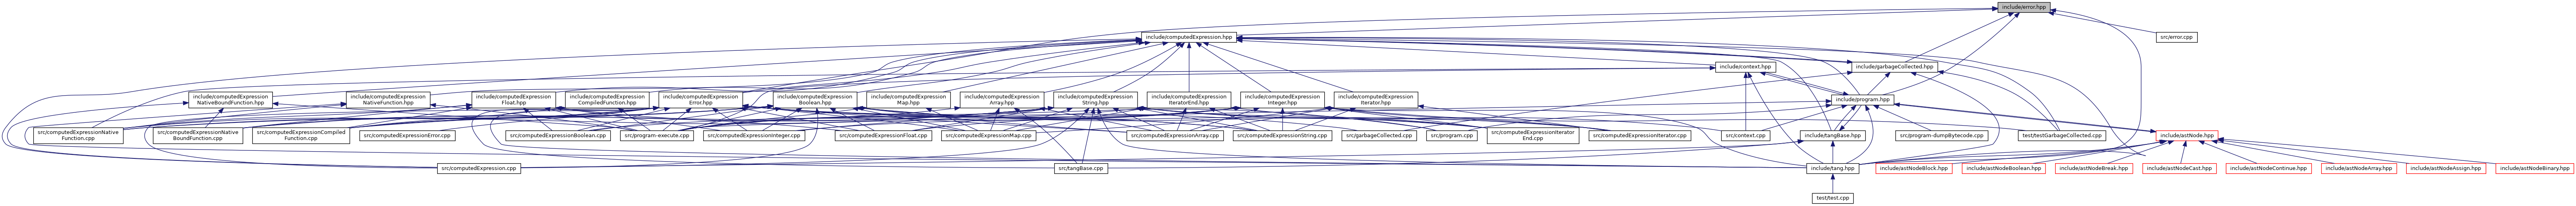 include/error.hpp
include/computedExpression.hpp
src/error.cpp
include/context.hpp
include/garbageCollected.hpp
include/computedExpression
NativeBoundFunction.hpp
include/computedExpression
NativeFunction.hpp
include/computedExpression
Float.hpp
include/computedExpression
CompiledFunction.hpp
include/computedExpression
Error.hpp
include/computedExpression
Boolean.hpp
include/computedExpression
Map.hpp
include/computedExpression
Array.hpp
include/computedExpression
String.hpp
include/computedExpression
IteratorEnd.hpp
include/computedExpression
Integer.hpp
include/computedExpression
Iterator.hpp
include/program.hpp
src/computedExpressionNative
Function.cpp
src/computedExpressionNative
BoundFunction.cpp
src/computedExpressionCompiled
Function.cpp
src/computedExpressionError.cpp
src/computedExpressionBoolean.cpp
src/program-execute.cpp
src/computedExpressionInteger.cpp
src/computedExpressionFloat.cpp
src/computedExpressionMap.cpp
src/computedExpressionArray.cpp
src/computedExpressionString.cpp
src/garbageCollected.cpp
src/program.cpp
src/computedExpressionIterator
End.cpp
src/computedExpressionIterator.cpp
src/context.cpp
include/tangBase.hpp
src/program-dumpBytecode.cpp
test/testGarbageCollected.cpp
include/astNode.hpp
src/computedExpression.cpp
src/tangBase.cpp
include/tang.hpp
include/astNodeBlock.hpp
include/astNodeBoolean.hpp
include/astNodeBreak.hpp
include/astNodeCast.hpp
include/astNodeContinue.hpp
include/astNodeArray.hpp
include/astNodeAssign.hpp
include/astNodeBinary.hpp
test/test.cpp